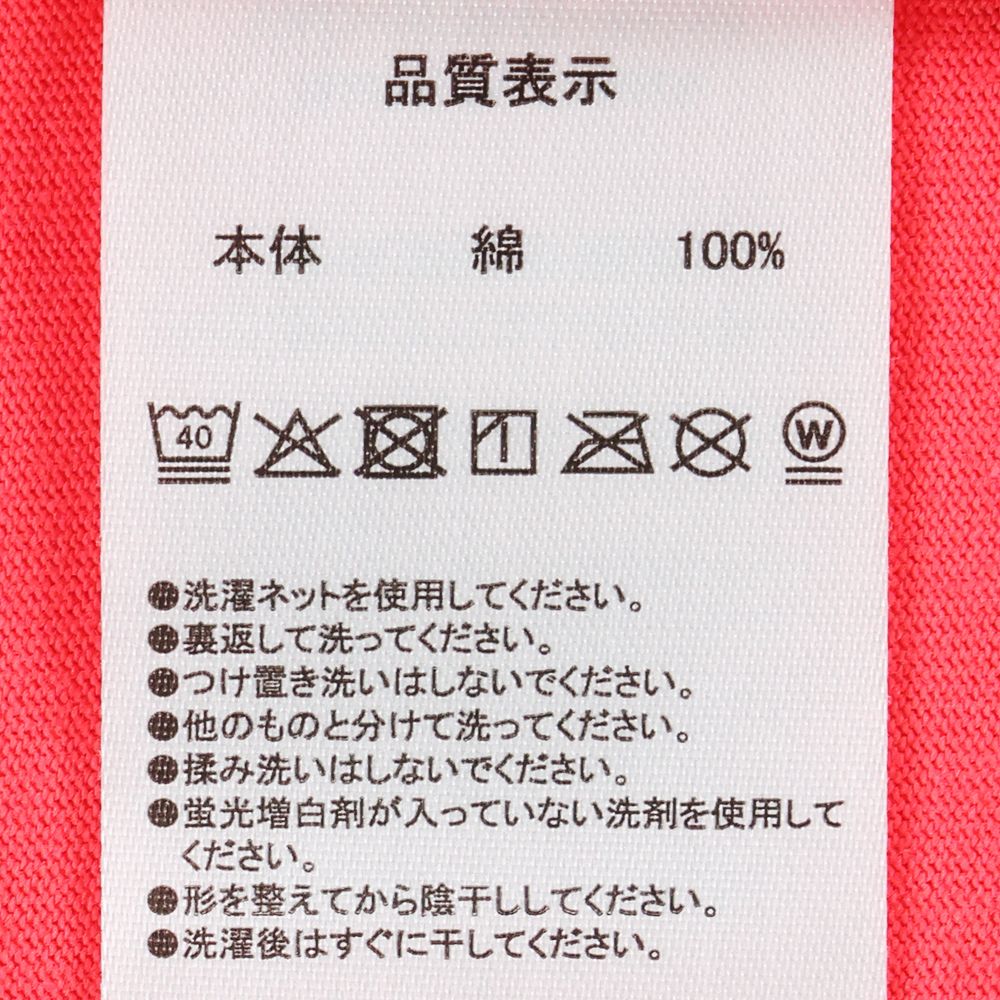 品質表示
本体 綿 100%
40 W
●洗濯ネットを使用してください。
●裏返して洗ってください。
●つけ置き洗いはしないでください。
●他のものと分けて洗ってください。
●揉み洗いはしないでください。
●蛍光増白剤が入っていない洗剤を使用して
ください。
●形を整えてから陰干ししてください。
●洗濯後はすぐに干してください。